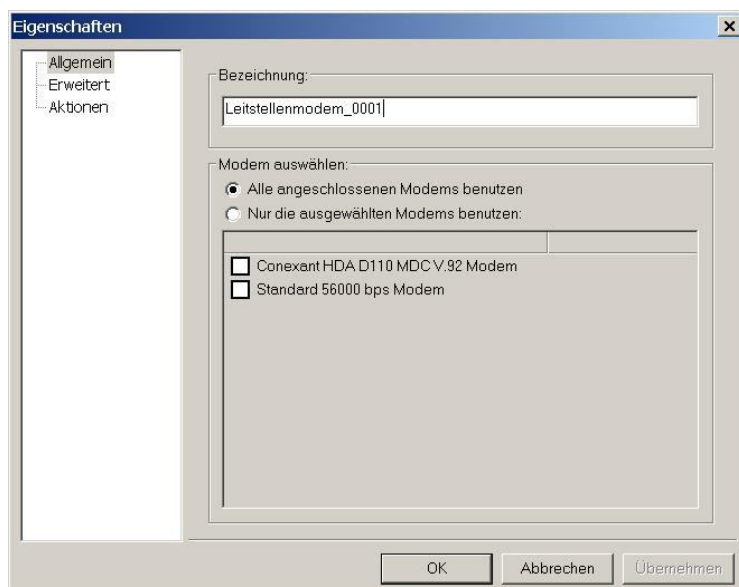 Eigenschaften
Allgemein
Erweitert
Aktionen
Bezeichnung:
Leitstellenmodem_0001
Modem auswählen:
Alle angeschlossenen Modems benutzen
Nur die ausgewählten Modems benutzen:
Conexant HDA D110 MDC V.92 Modem
Standard 56000 bps Modem
OK Abbrechen Übernehmen